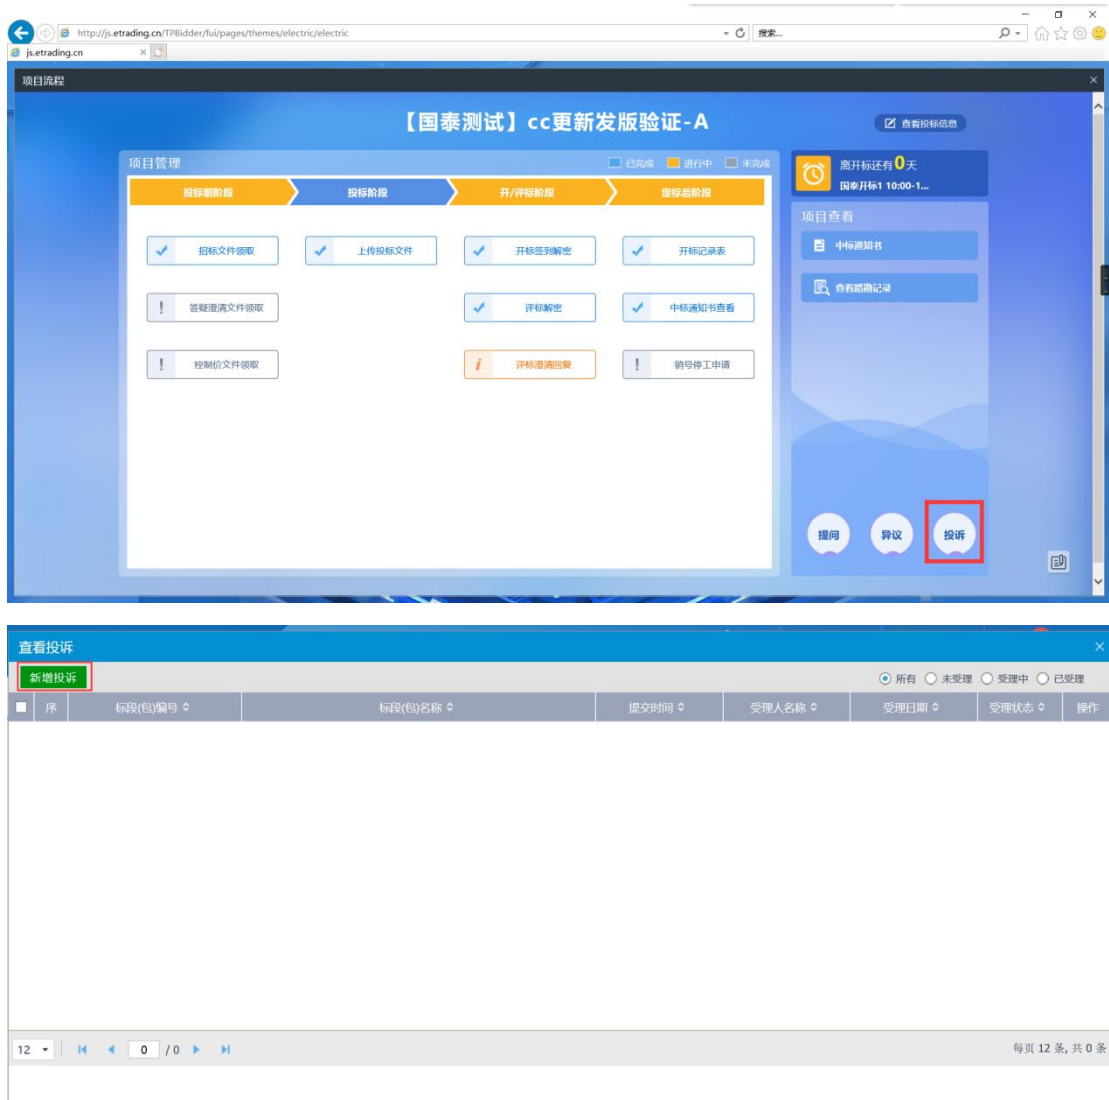 http://js.etrading.cn/TPBidder/fui/pages/themes/electric/electric
搜索...
js.etrading.cn
项目流程
【国泰测试】cc更新发版验证-A
查看投标信息
项目管理
已完成 进行中 未完成
投标前阶段 投标阶段 开/评标阶段 定标后阶段
离开标还有0天
国泰开标1 10:00-1...
项目查看
招标文件领取 上传投标文件 开标签到解密 开标记录表
中标通知书
答疑澄清文件领取 评标解密 中标通知书查看
查看踏勘记录
控制价文件领取 评标澄清回复 销号停工申请
提问 异议 投诉
查看投诉
新增投诉
所有 未受理 受理中 已受理
序 标段(包)编号 标段(包)名称 提交时间 受理人名称 受理日期 受理状态 操作
12 0 / 0 每页 12 条, 共 0 条